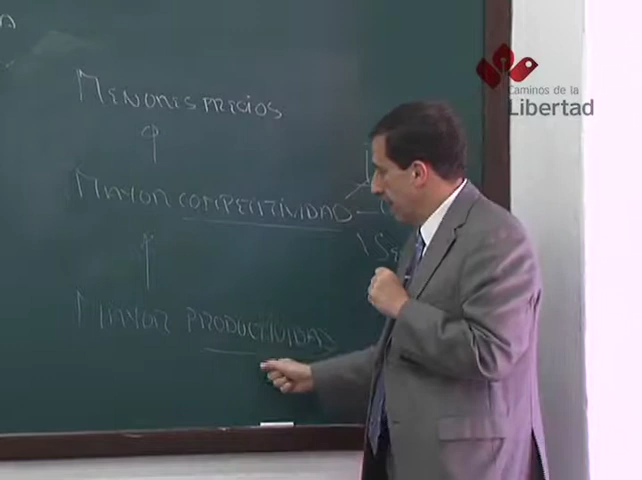 Caminos de la
Libertad
MENORES PRECIOS
MAYOR COMPETITIVIDAD
MAYOR PRODUCTIVIDAD